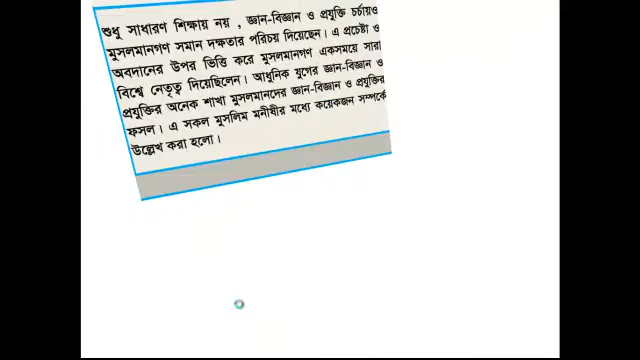 শুধু সাধারণ শিক্ষায় নয় , জ্ঞান-বিজ্ঞান ও প্রযুক্তি চর্চায়ও
মুসলমানগণ সমান দক্ষতার পরিচয় দিয়েছেন। এ প্রচেষ্টা ও
অবদানের উপর ভিত্তি করে মুসলমানগণ একসময়ে সারা
বিশ্বে নেতৃত্ব দিয়েছিলেন। আধুনিক যুগের জ্ঞান-বিজ্ঞান ও
প্রযুক্তির অনেক শাখা মুসলমানদের জ্ঞান-বিজ্ঞান ও প্রযুক্তির
ফসল। এ সকল মুসলিম মনীষীর মধ্যে কয়েকজন সম্পর্কে
উল্লেখ করা হলো।